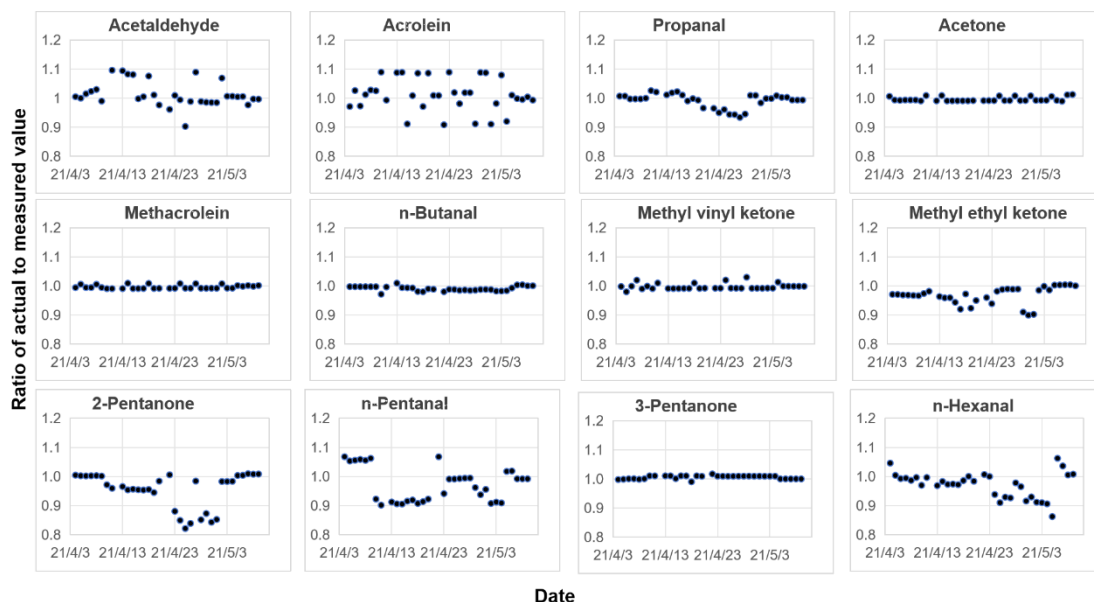 Ratio of actual to measured value
Acetaldehyde
1.2
1.1
1.0
0.9
0.8
21/4/3 21/4/13 21/4/23 21/5/3
Acrolein
1.2
1.1
1.0
0.9
0.8
21/4/3 21/4/13 21/4/23 21/5/3
Propanal
1.2
1.1
1.0
0.9
0.8
21/4/3 21/4/13 21/4/23 21/5/3
Acetone
1.2
1.1
1.0
0.9
0.8
21/4/3 21/4/13 21/4/23 21/5/3
Methacrolein
1.2
1.1
1.0
0.9
0.8
21/4/3 21/4/13 21/4/23 21/5/3
n-Butanal
1.2
1.1
1.0
0.9
0.8
21/4/3 21/4/13 21/4/23 21/5/3
Methyl vinyl ketone
1.2
1.1
1.0
0.9
0.8
21/4/3 21/4/13 21/4/23 21/5/3
Methyl ethyl ketone
1.2
1.1
1.0
0.9
0.8
21/4/3 21/4/13 21/4/23 21/5/3
2-Pentanone
1.2
1.1
1.0
0.9
0.8
21/4/3 21/4/13 21/4/23 21/5/3
n-Pentanal
1.2
1.1
1.0
0.9
0.8
21/4/3 21/4/13 21/4/23 21/5/3
3-Pentanone
1.2
1.1
1.0
0.9
0.8
21/4/3 21/4/13 21/4/23 21/5/3
n-Hexanal
1.2
1.1
1.0
0.9
0.8
21/4/3 21/4/13 21/4/23 21/5/3
Date